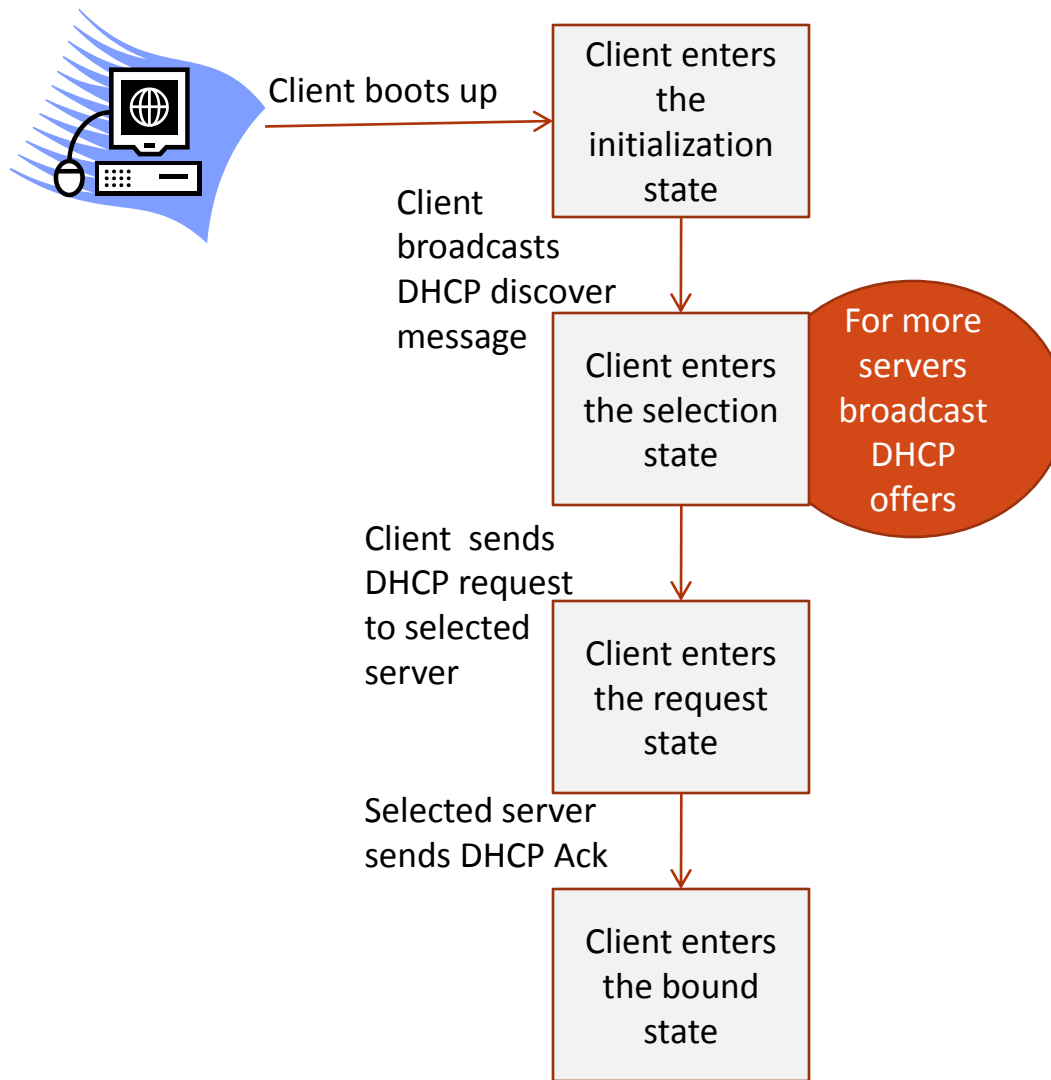 Client boots up
Client enters
the
initialization
state
Client
broadcasts
DHCP discover
message
Client enters
the selection
state
For more
servers
broadcast
DHCP
offers
Client  sends
DHCP request
to selected
server
Client enters
the request
state
Selected server
sends DHCP Ack
Client enters
the bound
state